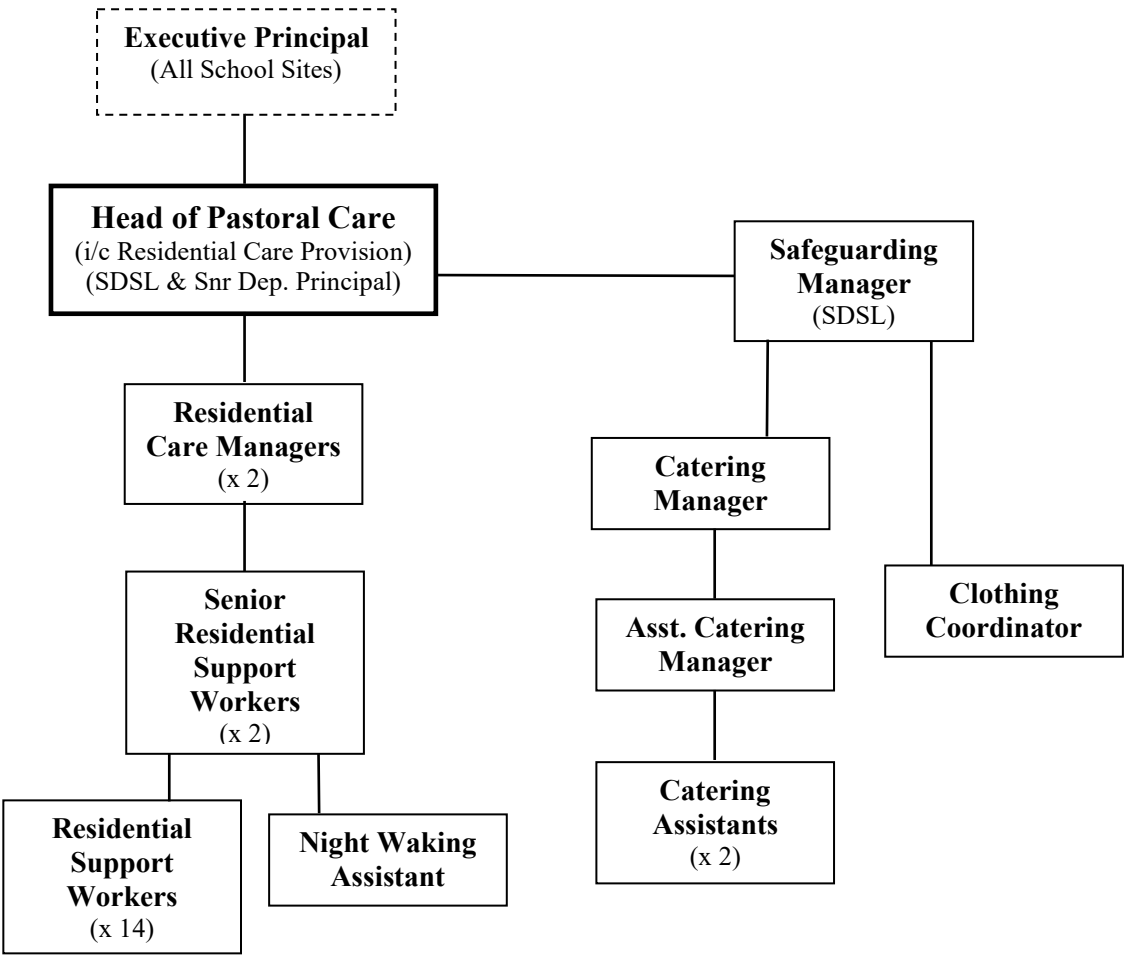 Executive Principal
(All School Sites)
Head of Pastoral Care
(i/c Residential Care Provision)
(SDSL & Snr Dep. Principal)
Safeguarding
Manager
(SDSL)
Residential
Care Managers
(x 2)
Catering
Manager
Senior
Residential
Support
Workers
(x 2)
Asst. Catering
Manager
Clothing
Coordinator
Residential
Support
Workers
(x 14)
Night Waking
Assistant
Catering
Assistants
(x 2)